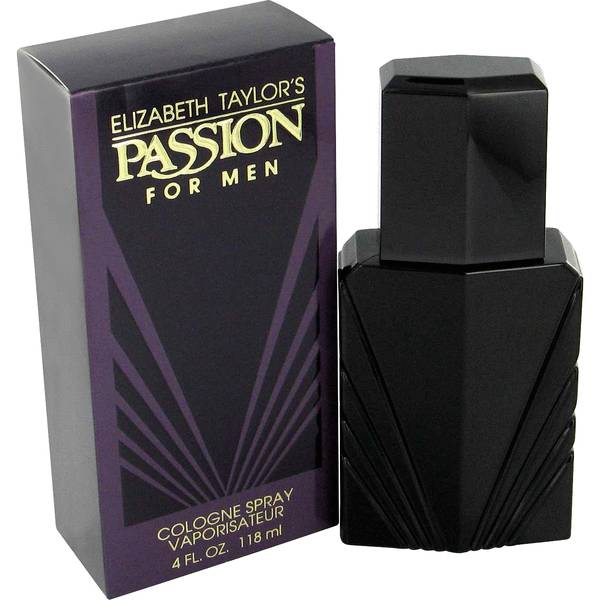 ELIZABETH TAYLOR'S
PASSION
FOR MEN
COLOGNE SPRAY
VAPORISATEUR
4 FL. OZ. 118 ml